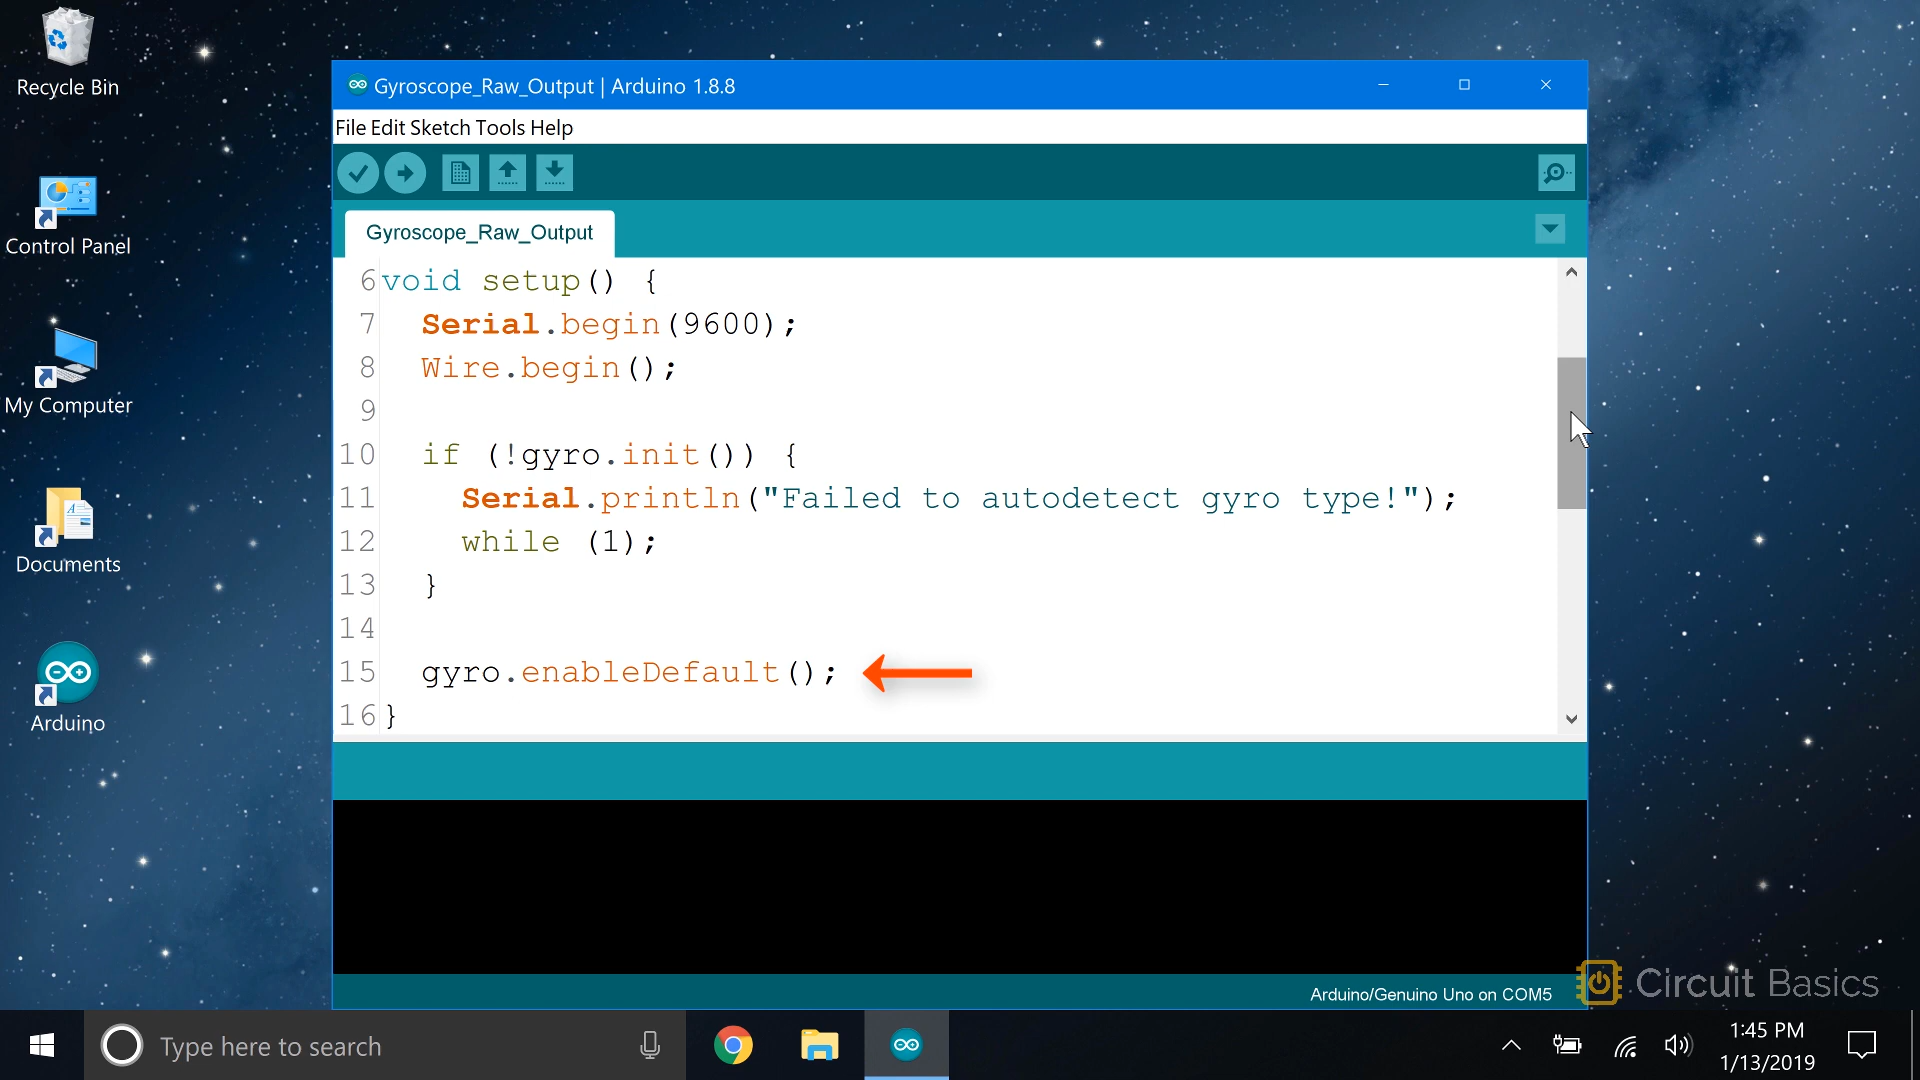 Recycle Bin
Control Panel
My Computer
Documents
Arduino
Gyroscope_Raw_Output | Arduino 1.8.8
File Edit Sketch Tools Help
Gyroscope_Raw_Output
6 void setup() {
7 Serial.begin(9600);
8 Wire.begin();
9
10 if (!gyro.init()) {
11 Serial.println("Failed to autodetect gyro type!");
12 while (1);
13 }
14
15 gyro.enableDefault();
16 }
Arduino/Genuino Uno on COM5
Circuit Basics
Type here to search
1:45 PM
1/13/2019